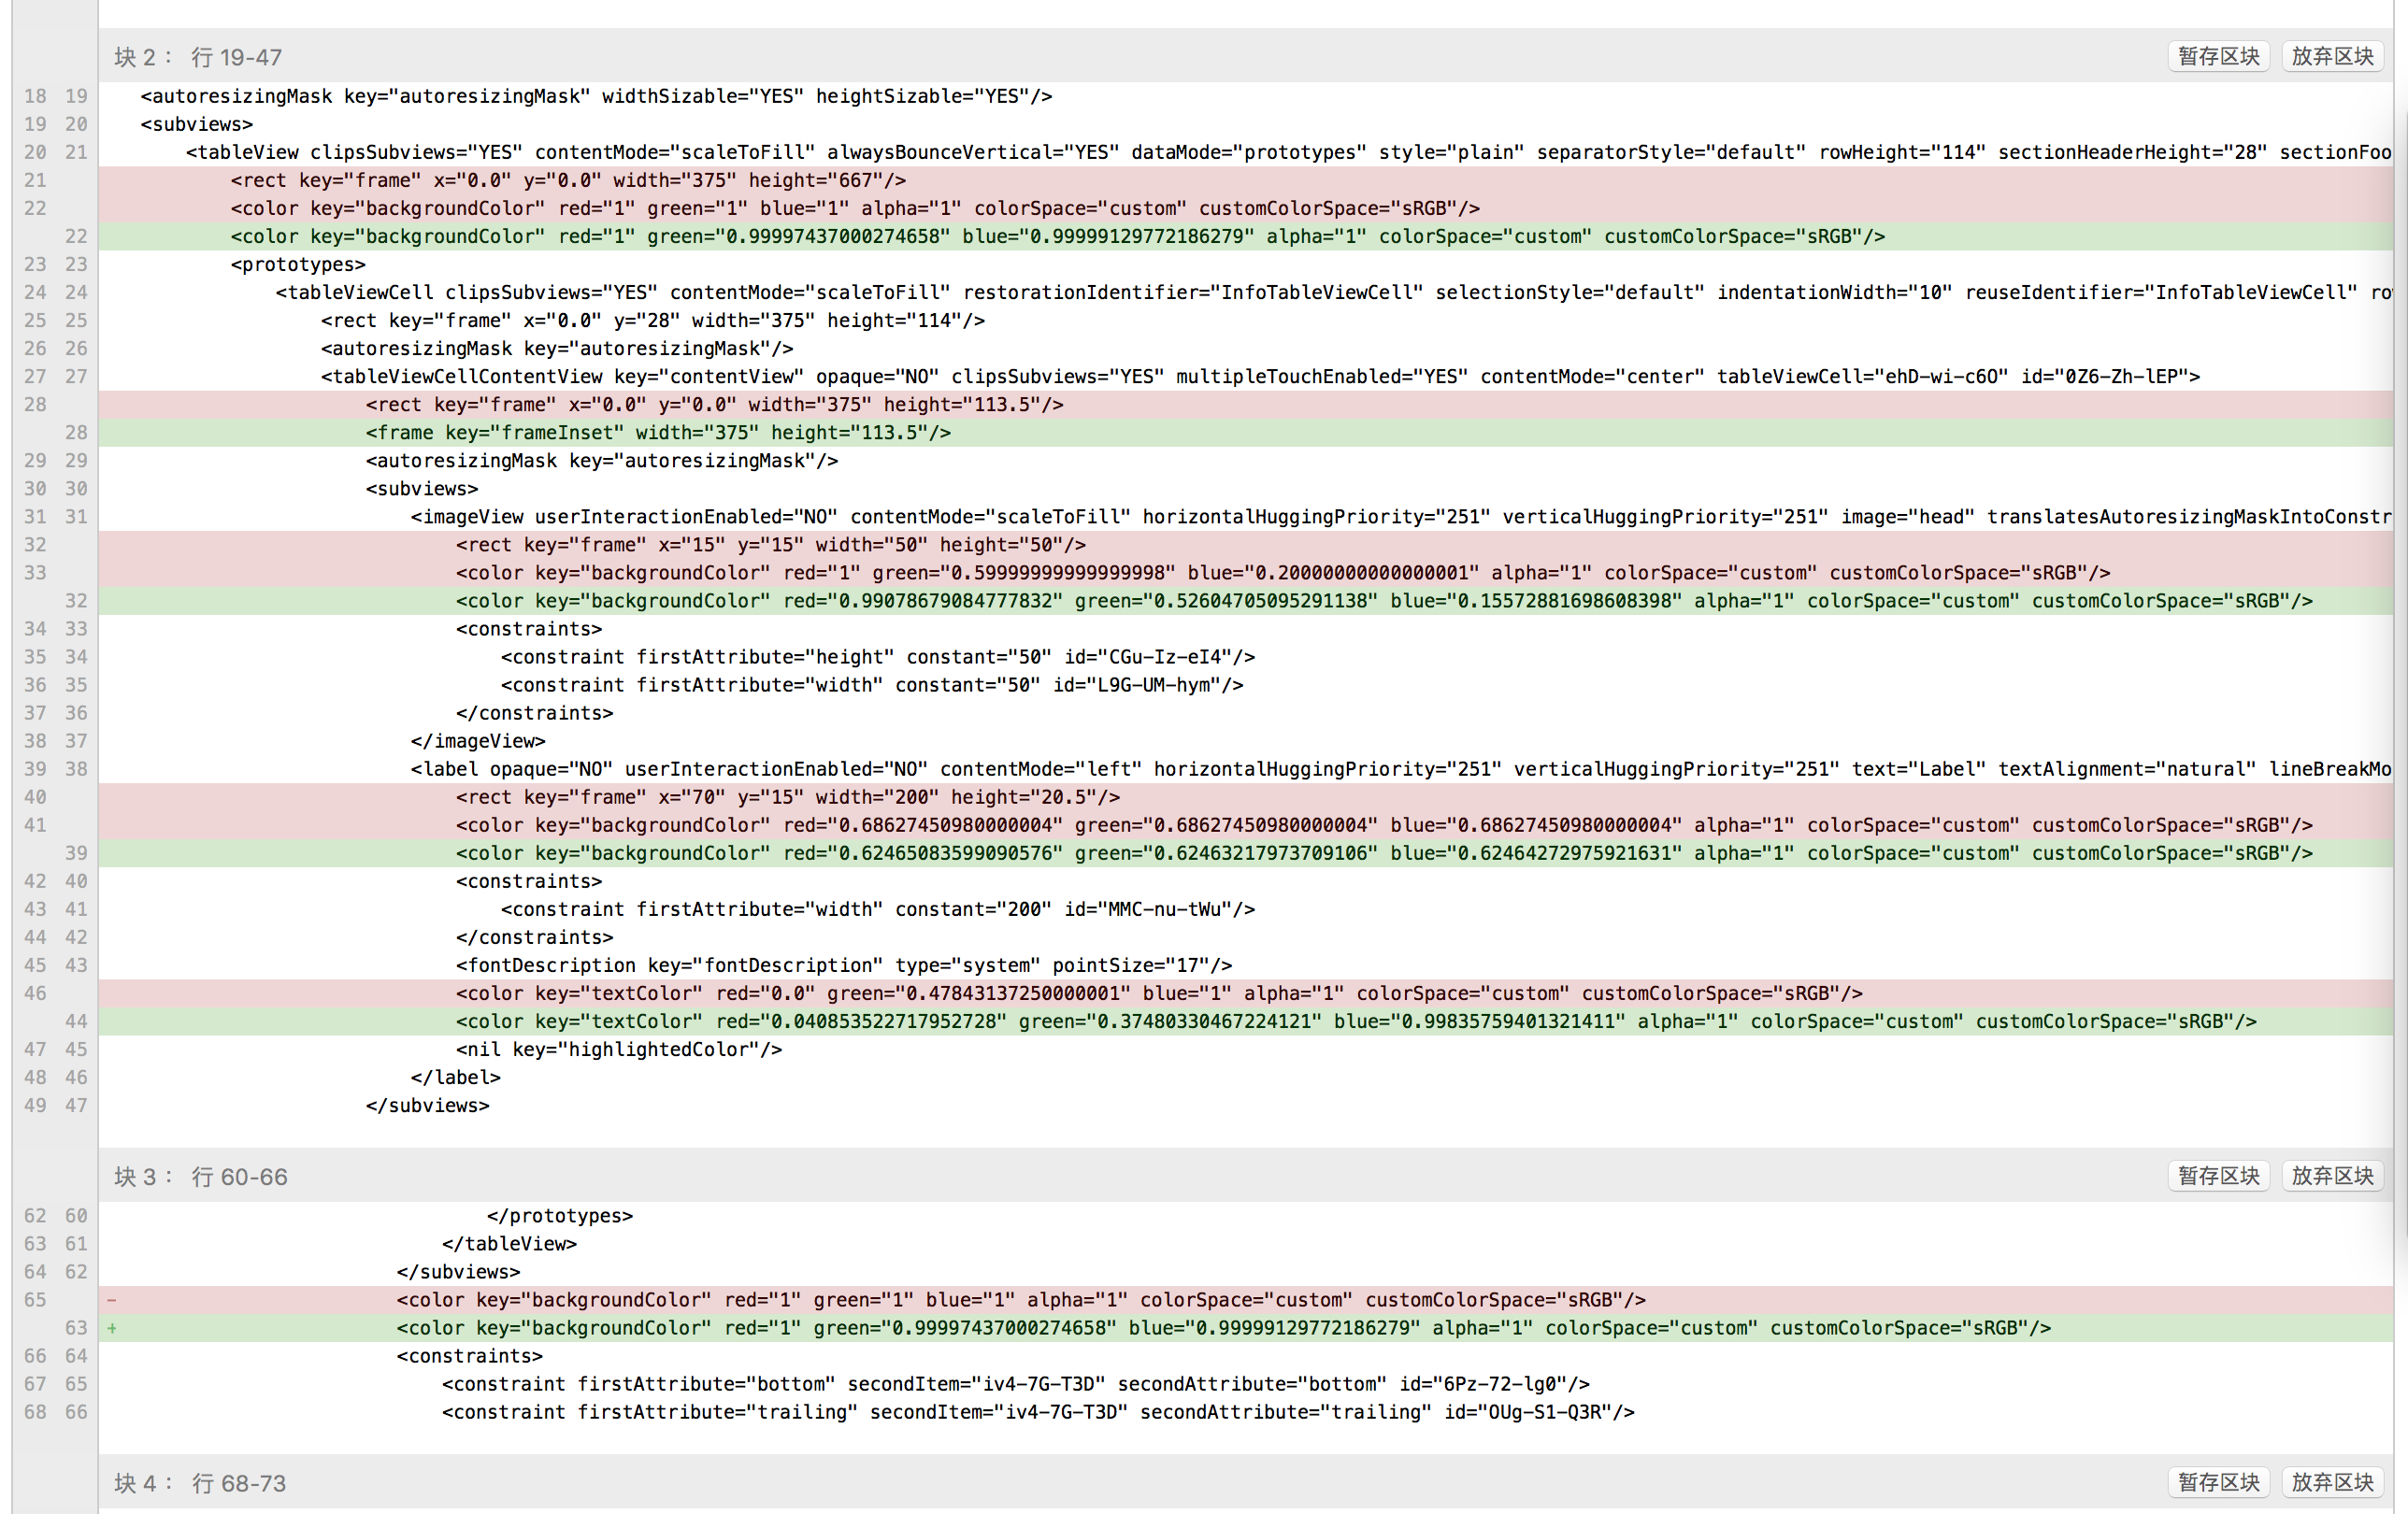 块 2： 行 19-47 暂存区块 放弃区块
18 19 <autoresizingMask key="autoresizingMask" widthSizable="YES" heightSizable="YES"/>
19 20 <subviews>
20 21 <tableView clipsSubviews="YES" contentMode="scaleToFill" alwaysBounceVertical="YES" dataMode="prototypes" style="plain" separatorStyle="default" rowHeight="114" sectionHeaderHeight="28" sectionFoo
21 <rect key="frame" x="0.0" y="0.0" width="375" height="667"/>
22 <color key="backgroundColor" red="1" green="1" blue="1" alpha="1" colorSpace="custom" customColorSpace="sRGB"/>
22 <color key="backgroundColor" red="1" green="0.99997437000274658" blue="0.99999129772186279" alpha="1" colorSpace="custom" customColorSpace="sRGB"/>
23 23 <prototypes>
24 24 <tableViewCell clipsSubviews="YES" contentMode="scaleToFill" restorationIdentifier="InfoTableViewCell" selectionStyle="default" indentationWidth="10" reuseIdentifier="InfoTableViewCell" ro
25 25 <rect key="frame" x="0.0" y="28" width="375" height="114"/>
26 26 <autoresizingMask key="autoresizingMask"/>
27 27 <tableViewCellContentView key="contentView" opaque="NO" clipsSubviews="YES" multipleTouchEnabled="YES" contentMode="center" tableViewCell="ehD-wi-c6O" id="0Z6-Zh-lEP">
28 <rect key="frame" x="0.0" y="0.0" width="375" height="113.5"/>
28 <frame key="frameInset" width="375" height="113.5"/>
29 29 <autoresizingMask key="autoresizingMask"/>
30 30 <subviews>
31 31 <imageView userInteractionEnabled="NO" contentMode="scaleToFill" horizontalHuggingPriority="251" verticalHuggingPriority="251" image="head" translatesAutoresizingMaskIntoConstr
32 <rect key="frame" x="15" y="15" width="50" height="50"/>
33 <color key="backgroundColor" red="1" green="0.59999999999999998" blue="0.20000000000000001" alpha="1" colorSpace="custom" customColorSpace="sRGB"/>
32 <color key="backgroundColor" red="0.99078679084777832" green="0.52604705095291138" blue="0.15572881698608398" alpha="1" colorSpace="custom" customColorSpace="sRGB"/>
34 33 <constraints>
35 34 <constraint firstAttribute="height" constant="50" id="CGu-Iz-eI4"/>
36 35 <constraint firstAttribute="width" constant="50" id="L9G-UM-hym"/>
37 36 </constraints>
38 37 </imageView>
39 38 <label opaque="NO" userInteractionEnabled="NO" contentMode="left" horizontalHuggingPriority="251" verticalHuggingPriority="251" text="Label" textAlignment="natural" lineBreakMo
40 <rect key="frame" x="70" y="15" width="200" height="20.5"/>
41 <color key="backgroundColor" red="0.68627450980000004" green="0.68627450980000004" blue="0.68627450980000004" alpha="1" colorSpace="custom" customColorSpace="sRGB"/>
39 <color key="backgroundColor" red="0.62465083599090576" green="0.62463217973709106" blue="0.62464272975921631" alpha="1" colorSpace="custom" customColorSpace="sRGB"/>
42 40 <constraints>
43 41 <constraint firstAttribute="width" constant="200" id="MMC-nu-tWu"/>
44 42 </constraints>
45 43 <fontDescription key="fontDescription" type="system" pointSize="17"/>
46 <color key="textColor" red="0.0" green="0.47843137250000001" blue="1" alpha="1" colorSpace="custom" customColorSpace="sRGB"/>
44 <color key="textColor" red="0.040853522717952728" green="0.37480330467224121" blue="0.99835759401321411" alpha="1" colorSpace="custom" customColorSpace="sRGB"/>
47 45 <nil key="highlightedColor"/>
48 46 </label>
49 47 </subviews>
块 3： 行 60-66 暂存区块 放弃区块
62 60 </prototypes>
63 61 </tableView>
64 62 </subviews>
65 - <color key="backgroundColor" red="1" green="1" blue="1" alpha="1" colorSpace="custom" customColorSpace="sRGB"/>
63 + <color key="backgroundColor" red="1" green="0.99997437000274658" blue="0.99999129772186279" alpha="1" colorSpace="custom" customColorSpace="sRGB"/>
66 64 <constraints>
67 65 <constraint firstAttribute="bottom" secondItem="iv4-7G-T3D" secondAttribute="bottom" id="6Pz-72-lg0"/>
68 66 <constraint firstAttribute="trailing" secondItem="iv4-7G-T3D" secondAttribute="trailing" id="OUg-S1-Q3R"/>
块 4： 行 68-73 暂存区块 放弃区块